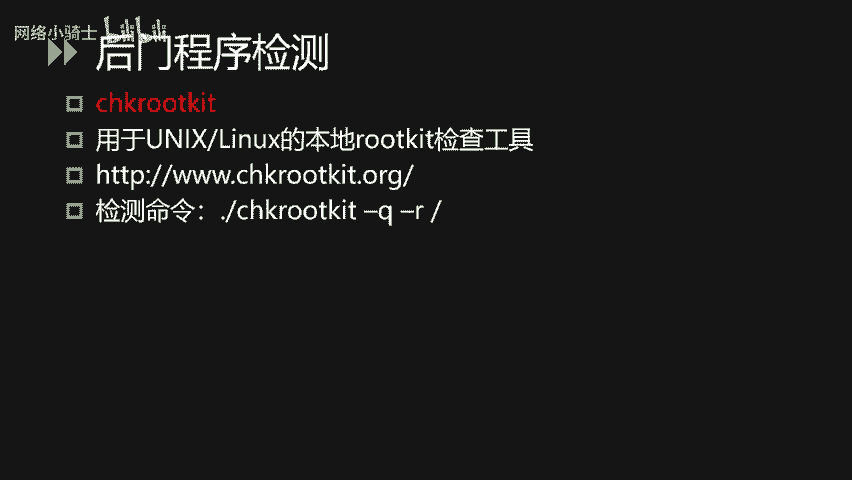 网络小骑士
后门程序检测
chkrootkit
用于UNIX/Linux的本地rootkit检查工具
http://www.chkrootkit.org/
检测命令：./chkrootkit –q –r /